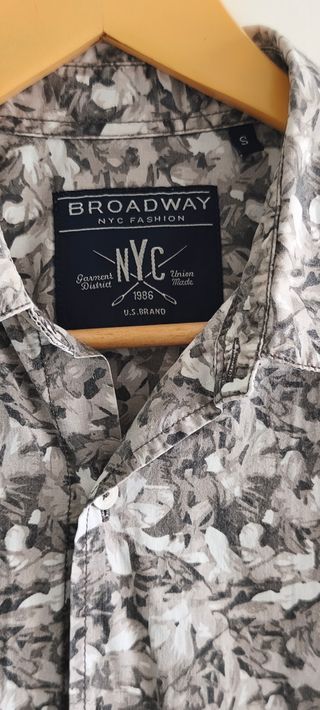 S
BROADWAY
NYC FASHION
NYC
Garment District
Union Made
1986
U.S. BRAND